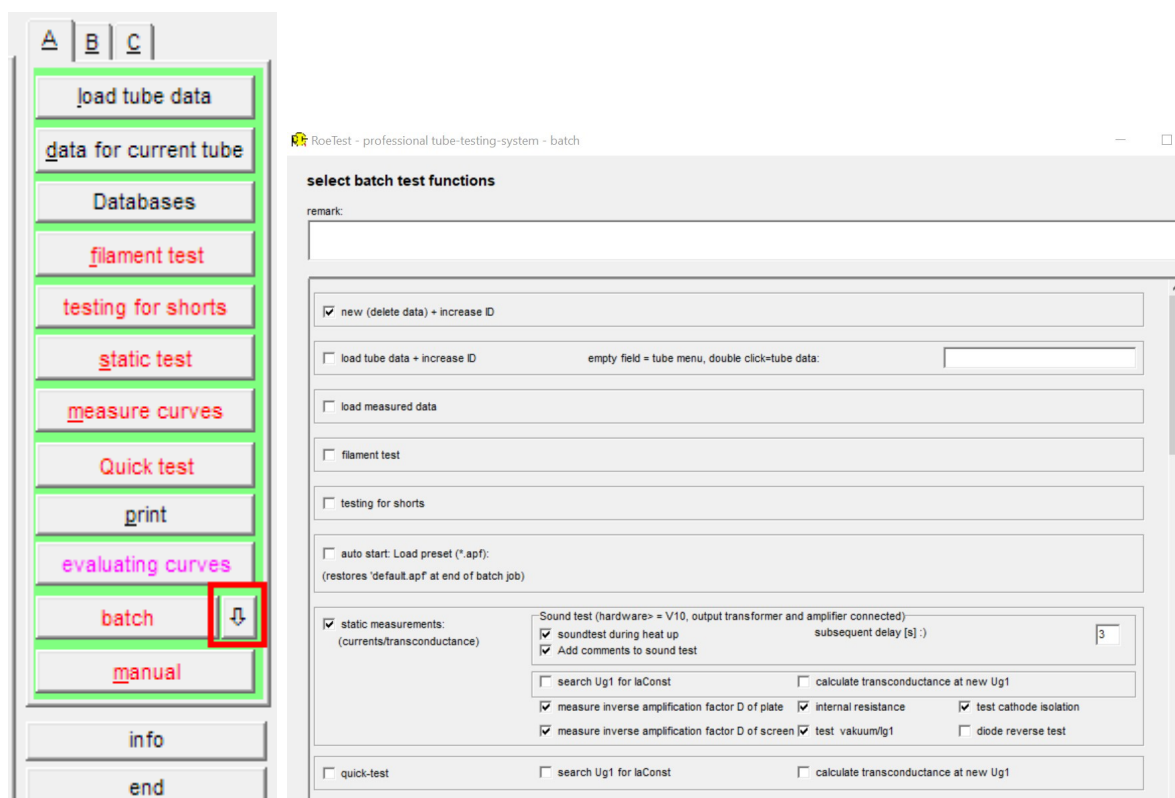 A B C
load tube data
data for current tube
Databases
filament test
testing for shorts
static test
measure curves
Quick test
print
evaluating curves
batch
manual
info
end
RoeTest - professional tube-testing-system - batch
select batch test functions
remark:
new (delete data) + increase ID
load tube data + increase ID empty field = tube menu, double click=tube data:
load measured data
filament test
testing for shorts
auto start: Load preset (*.apf):
(restores 'default.apf' at end of batch job)
static measurements:
(currents/transconductance)
Sound test (hardware> = V10, output transformer and amplifier connected)
soundtest during heat up subsequent delay [s] :) 3
Add comments to sound test
search Ug1 for IaConst calculate transconductance at new Ug1
measure inverse amplification factor D of plate internal resistance test cathode isolation
measure inverse amplification factor D of screen test vakuum/Ig1 diode reverse test
quick-test search Ug1 for IaConst calculate transconductance at new Ug1